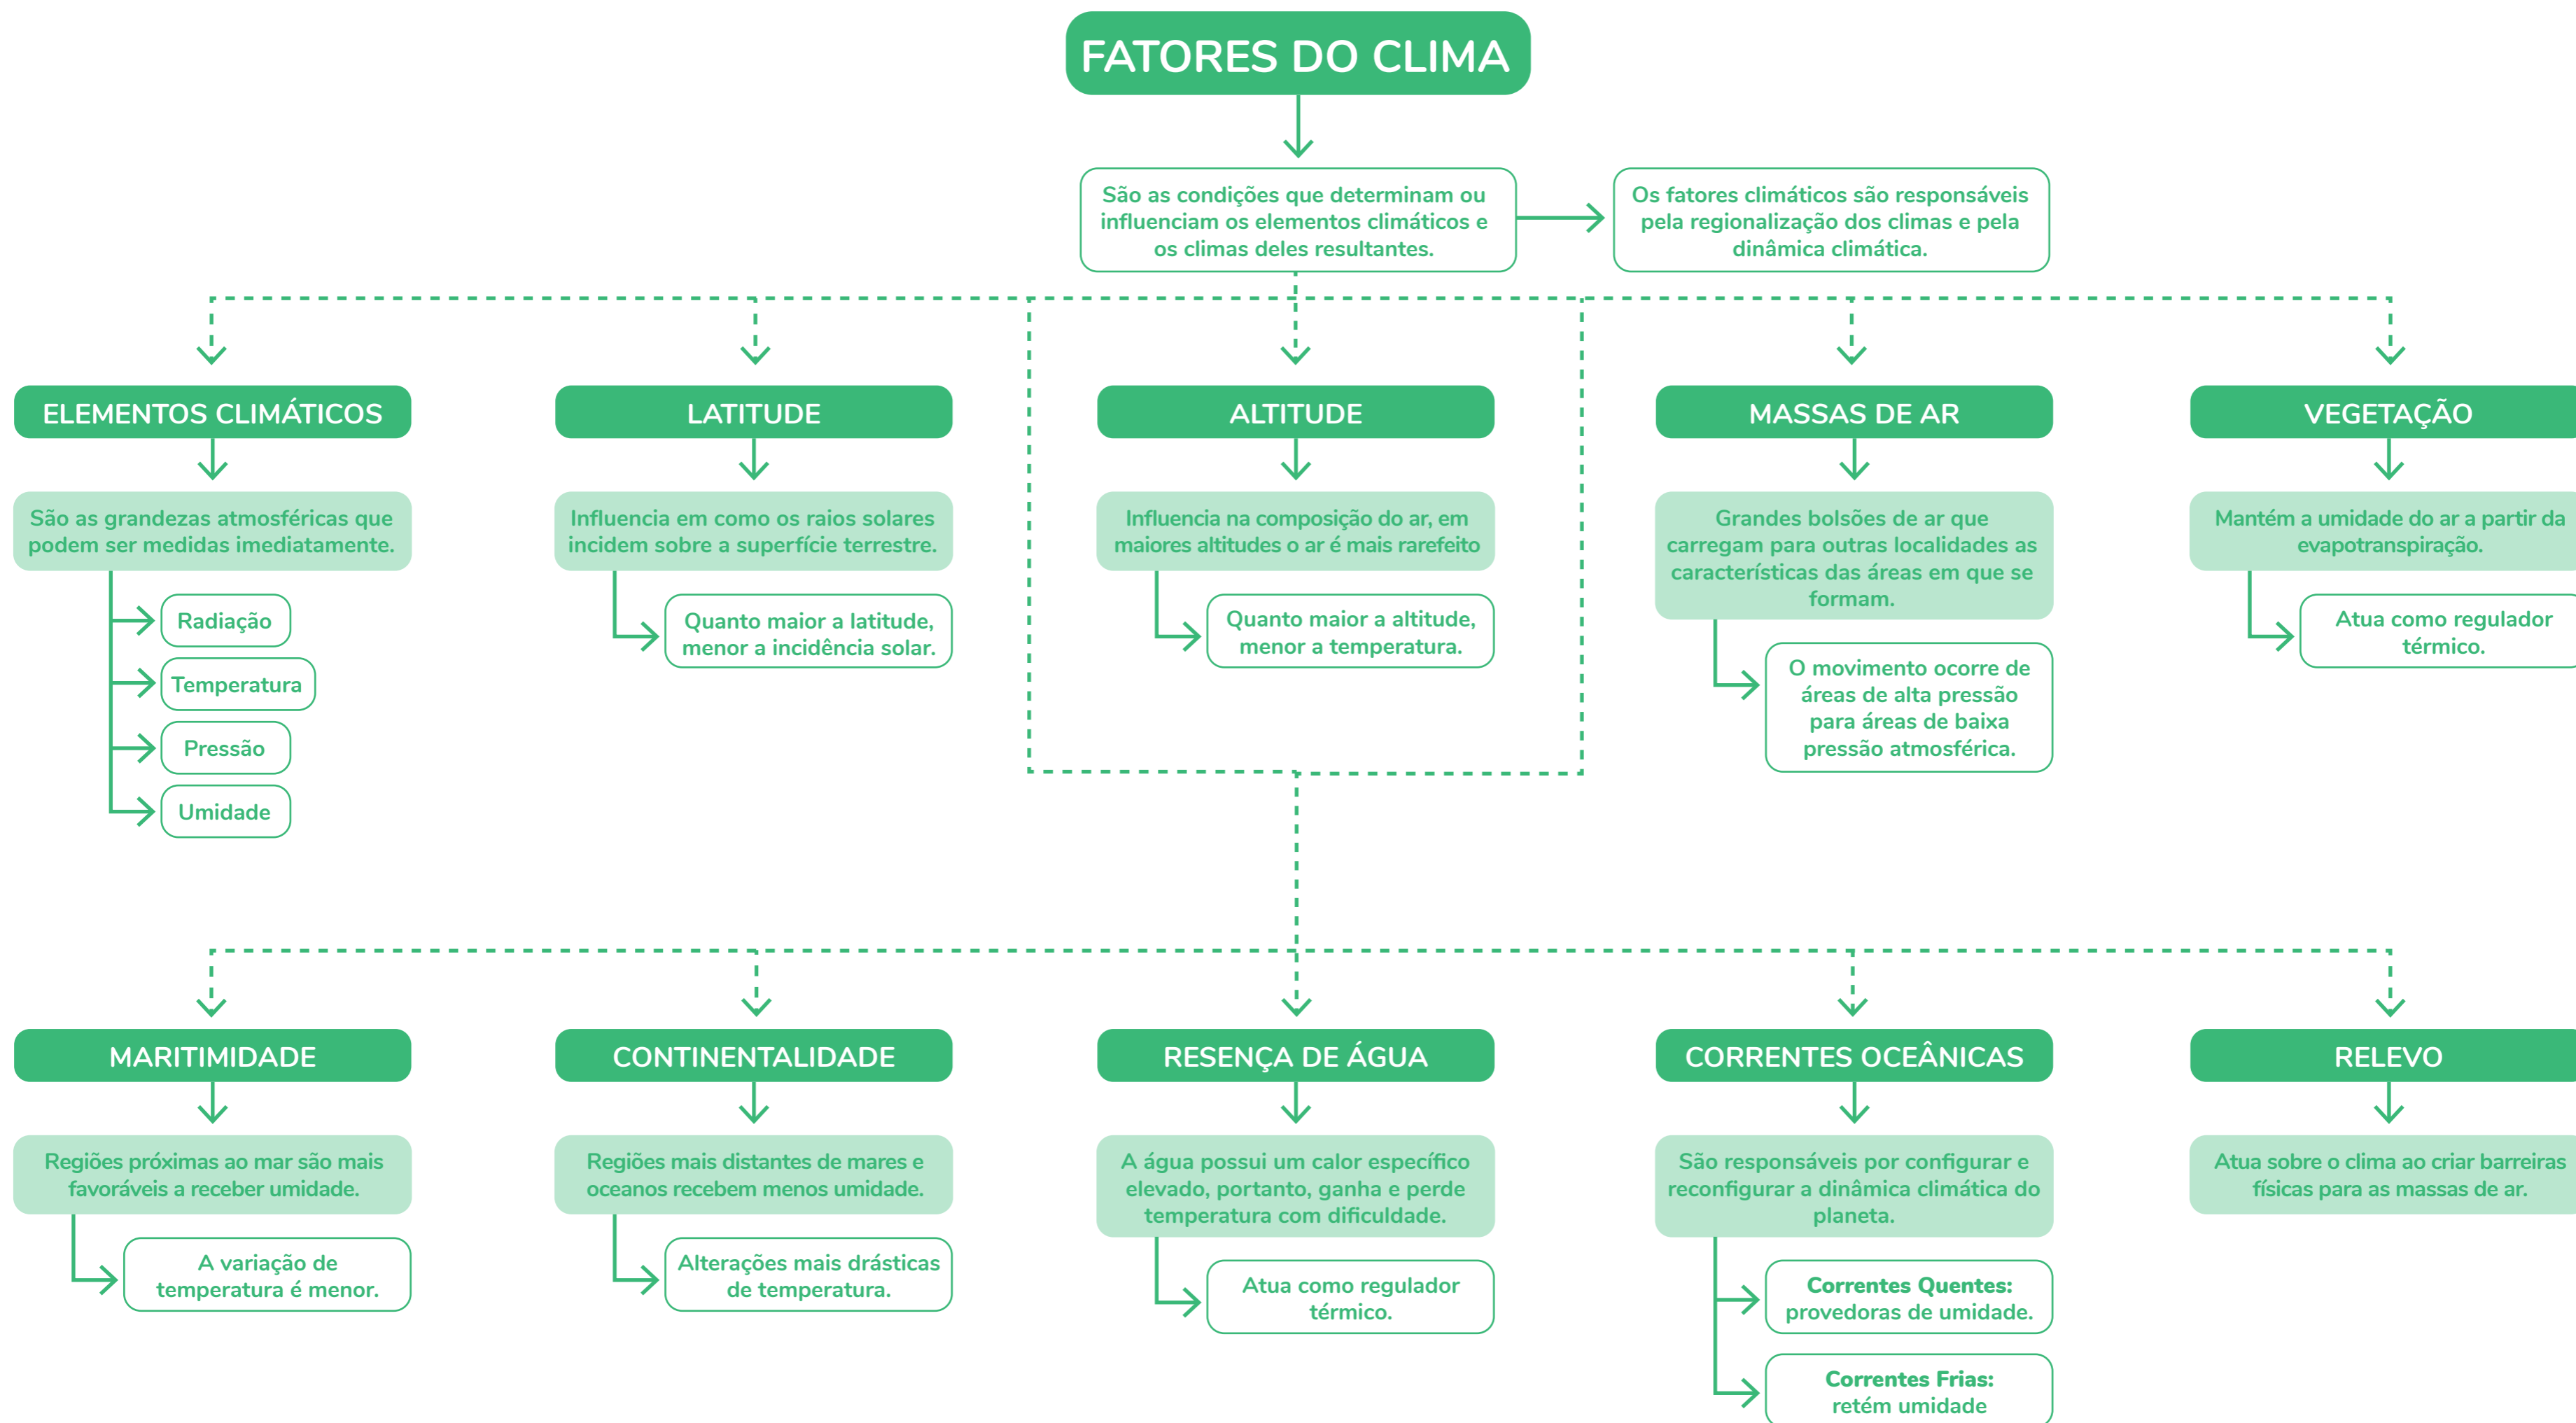 FATORES DO CLIMA
São as condições que determinam ou
influenciam os elementos climáticos e
os climas deles resultantes.
Os fatores climáticos são responsáveis
pela regionalização dos climas e pela
dinâmica climática.
ELEMENTOS CLIMÁTICOS
São as grandezas atmosféricas que
podem ser medidas imediatamente.
Radiação
Temperatura
Pressão
Umidade
LATITUDE
Influencia em como os raios solares
incidem sobre a superfície terrestre.
Quanto maior a latitude,
menor a incidência solar.
ALTITUDE
Influencia na composição do ar, em
maiores altitudes o ar é mais rarefeito
Quanto maior a altitude,
menor a temperatura.
MASSAS DE AR
Grandes bolsões de ar que
carregam para outras localidades as
características das áreas em que se
formam.
O movimento ocorre de
áreas de alta pressão
para áreas de baixa
pressão atmosférica.
VEGETAÇÃO
Mantém a umidade do ar a partir da
evapotranspiração.
Atua como regulador
térmico.
MARITIMIDADE
Regiões próximas ao mar são mais
favoráveis a receber umidade.
A variação de
temperatura é menor.
CONTINENTALIDADE
Regiões mais distantes de mares e
oceanos recebem menos umidade.
Alterações mais drásticas
de temperatura.
RESENÇA DE ÁGUA
A água possui um calor específico
elevado, portanto, ganha e perde
temperatura com dificuldade.
Atua como regulador
térmico.
CORRENTES OCEÂNICAS
São responsáveis por configurar e
reconfigurar a dinâmica climática do
planeta.
Correntes Quentes:
provedoras de umidade.
Correntes Frias:
retém umidade
RELEVO
Atua sobre o clima ao criar barreiras
físicas para as massas de ar.